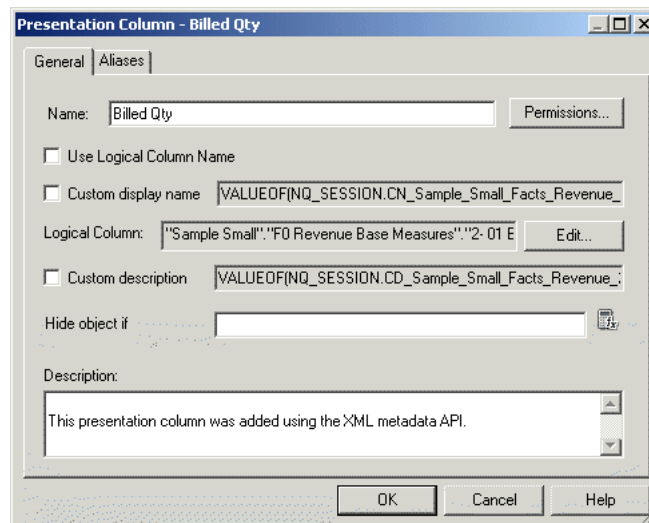 Presentation Column - Billed Qty
General Aliases
Name: Billed Qty Permissions...
Use Logical Column Name
Custom display name VALUEOF(NQ_SESSION.CN_Sample_Small_Facts_Revenue_
Logical Column: "Sample Small"."F0 Revenue Base Measures"."2- 01 B Edit...
Custom description VALUEOF(NQ_SESSION.CD_Sample_Small_Facts_Revenue_
Hide object if
Description:
This presentation column was added using the XML metadata API.
OK Cancel Help